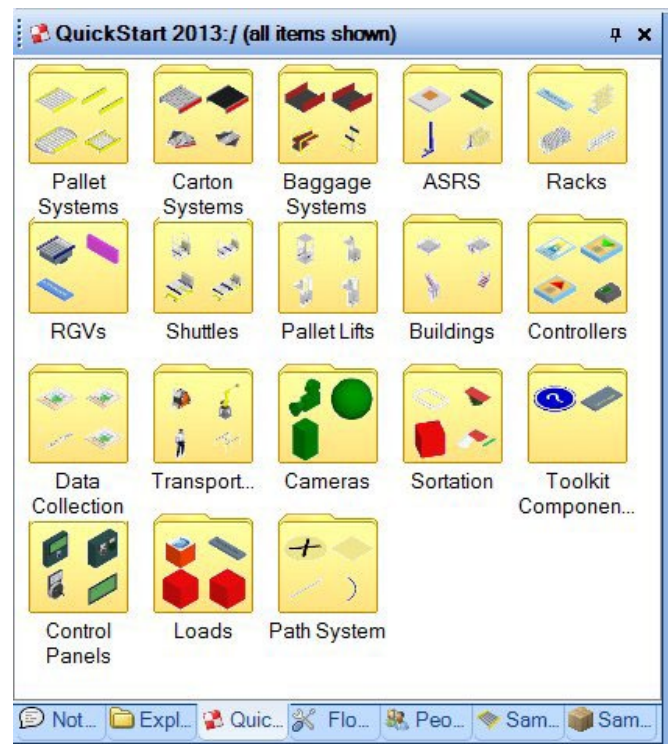 QuickStart 2013:/ (all items shown)
Pallet Systems
Carton Systems
Baggage Systems
ASRS
Racks
RGVs
Shuttles
Pallet Lifts
Buildings
Controllers
Data Collection
Transport...
Cameras
Sortation
Toolkit Componen...
Control Panels
Loads
Path System
Not...
Expl...
Quic...
Flo...
Peo...
Sam...
Sam...